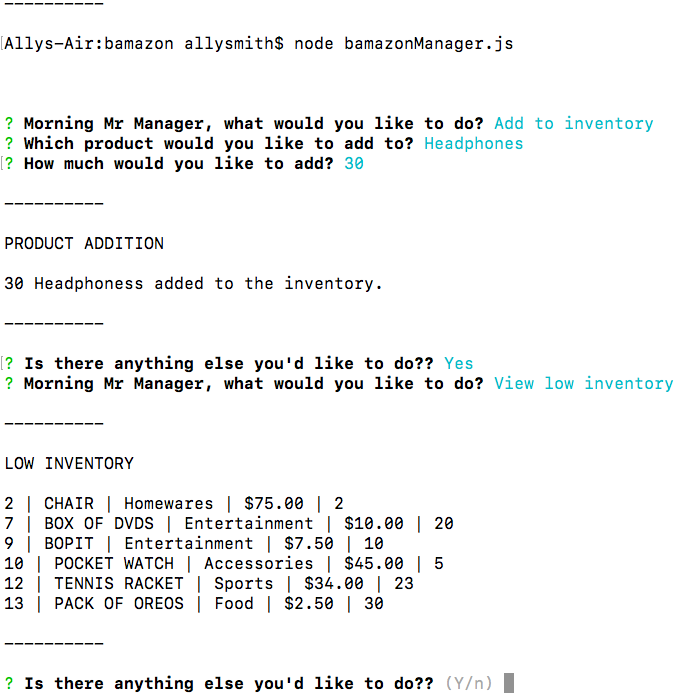 ----------
Allys-Air:bamazon allysmith$ node bamazonManager.js
? Morning Mr Manager, what would you like to do? Add to inventory
? Which product would you like to add to? Headphones
? How much would you like to add? 30
----------
PRODUCT ADDITION
30 Headphoness added to the inventory.
----------
? Is there anything else you'd like to do?? Yes
? Morning Mr Manager, what would you like to do? View low inventory
----------
LOW INVENTORY
2 | CHAIR | Homewares | $75.00 | 2
7 | BOX OF DVDS | Entertainment | $10.00 | 20
9 | BOPIT | Entertainment | $7.50 | 10
10 | POCKET WATCH | Accessories | $45.00 | 5
12 | TENNIS RACKET | Sports | $34.00 | 23
13 | PACK OF OREOS | Food | $2.50 | 30
----------
? Is there anything else you'd like to do?? (Y/n)